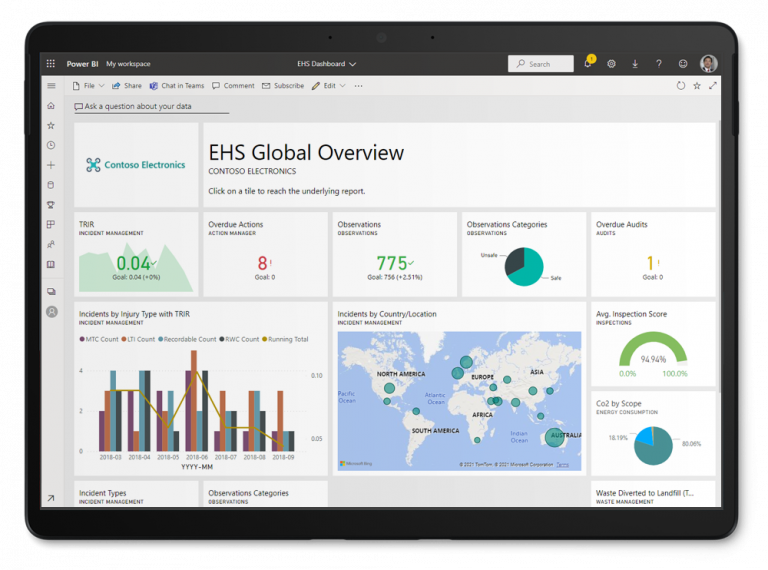 Power BI My workspace EHS Dashboard Search 1
File Share Chat in Teams Comment Subscribe Edit ...
Ask a question about your data
Contoso Electronics
EHS Global Overview
CONTOSO ELECTRONICS
Click on a tile to reach the underlying report.
TRIR
INCIDENT MANAGEMENT
0.04
Goal: 0.04 (+0%)
Overdue Actions
ACTION MANAGER
8!
Goal: 0
Observations
OBSERVATIONS
775
Goal: 756 (+2.51%)
Observations Categories
OBSERVATIONS
Unsafe
Safe
Overdue Audits
AUDITS
1!
Goal: 0
Incidents by Injury Type with TRIR
INCIDENT MANAGEMENT
MTC Count LTI Count Recordable Count RWC Count Running Total
4
2
0
0.10
0.05
2018-03 2018-04 2018-05 2018-06 2018-07 2018-08 2018-09
YYYY-MM
Incidents by Country/Location
INCIDENT MANAGEMENT
NORTH AMERICA
EUROPE
ASIA
Pacific
Ocean
Atlantic
Ocean
AFRICA
SOUTH AMERICA
Indian
Ocean
AUSTRALIA
Microsoft Bing
© 2021 TomTom, © 2021 Microsoft Corporation Terms
Avg. Inspection Score
INSPECTIONS
94.94%
0.0% 100.0%
Co2 by Scope
ENERGY CONSUMPTION
18.19%
80.06%
Incident Types
INCIDENT MANAGEMENT
Observations Categories
OBSERVATIONS
Waste Diverted to Landfill (T...
WASTE MANAGEMENT